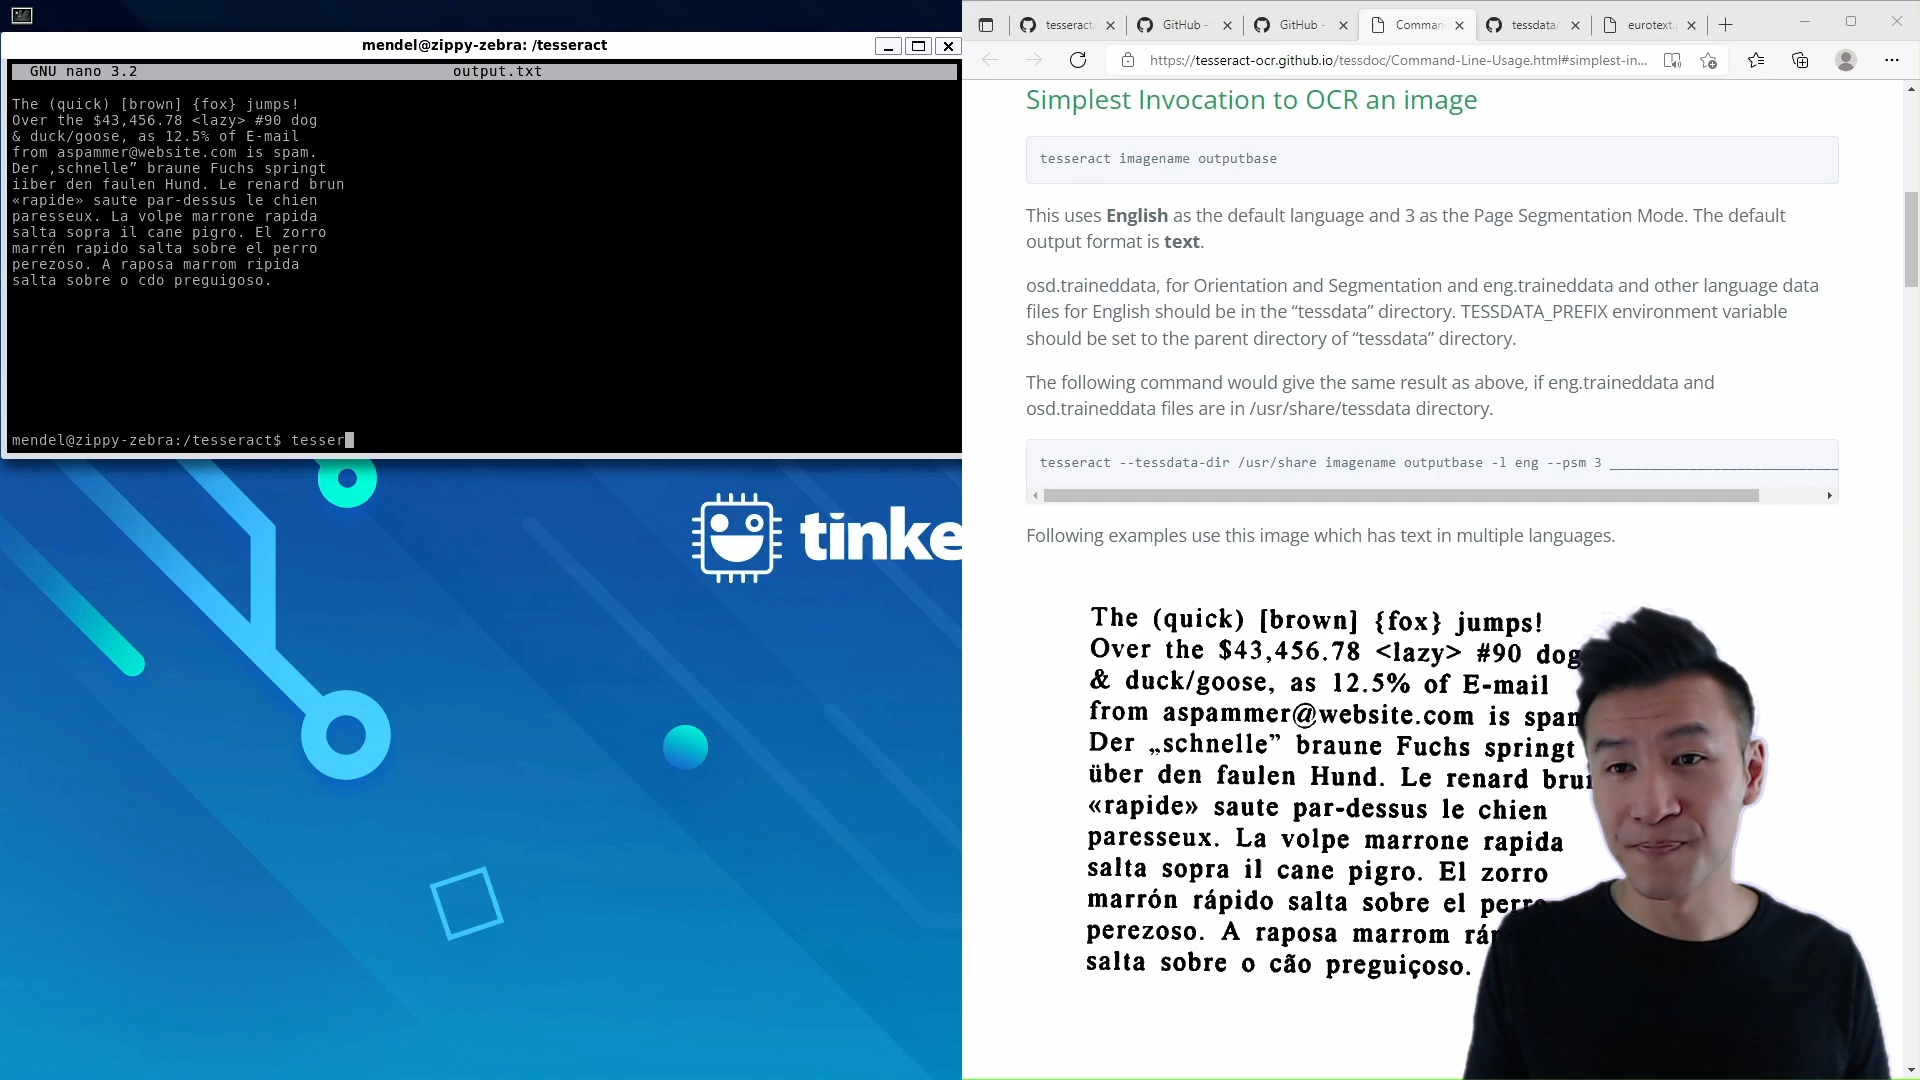 mendel@zippy-zebra: /tesseract
GNU nano 3.2 output.txt
The (quick) [brown] {fox} jumps!
Over the $43,456.78 <lazy> #90 dog
& duck/goose, as 12.5% of E-mail
from aspammer@website.com is spam.
Der ,schnelle” braune Fuchs springt
iiber den faulen Hund. Le renard brun
«rapide» saute par-dessus le chien
paresseux. La volpe marrone rapida
salta sopra il cane pigro. El zorro
marrén rapido salta sobre el perro
perezoso. A raposa marrom ripida
salta sobre o cdo preguigoso.
mendel@zippy-zebra:/tesseract$ tesser
tinke
tesseract/
GitHub -
GitHub -
Comman
tessdata/
eurotext.
https://tesseract-ocr.github.io/tessdoc/Command-Line-Usage.html#simplest-in...
Simplest Invocation to OCR an image
tesseract imagename outputbase
This uses English as the default language and 3 as the Page Segmentation Mode. The default
output format is text.
osd.traineddata, for Orientation and Segmentation and eng.traineddata and other language data
files for English should be in the “tessdata” directory. TESSDATA_PREFIX environment variable
should be set to the parent directory of “tessdata” directory.
The following command would give the same result as above, if eng.traineddata and
osd.traineddata files are in /usr/share/tessdata directory.
tesseract --tessdata-dir /usr/share imagename outputbase -l eng --psm 3
Following examples use this image which has text in multiple languages.
The (quick) [brown] {fox} jumps!
Over the $43,456.78 <lazy> #90 dog
& duck/goose, as 12.5% of E-mail
from aspammer@website.com is spam
Der „schnelle” braune Fuchs springt
über den faulen Hund. Le renard brun
«rapide» saute par-dessus le chien
paresseux. La volpe marrone rapida
salta sopra il cane pigro. El zorro
marrón rápido salta sobre el perro
perezoso. A raposa marrom ráp
salta sobre o cão preguiçoso.